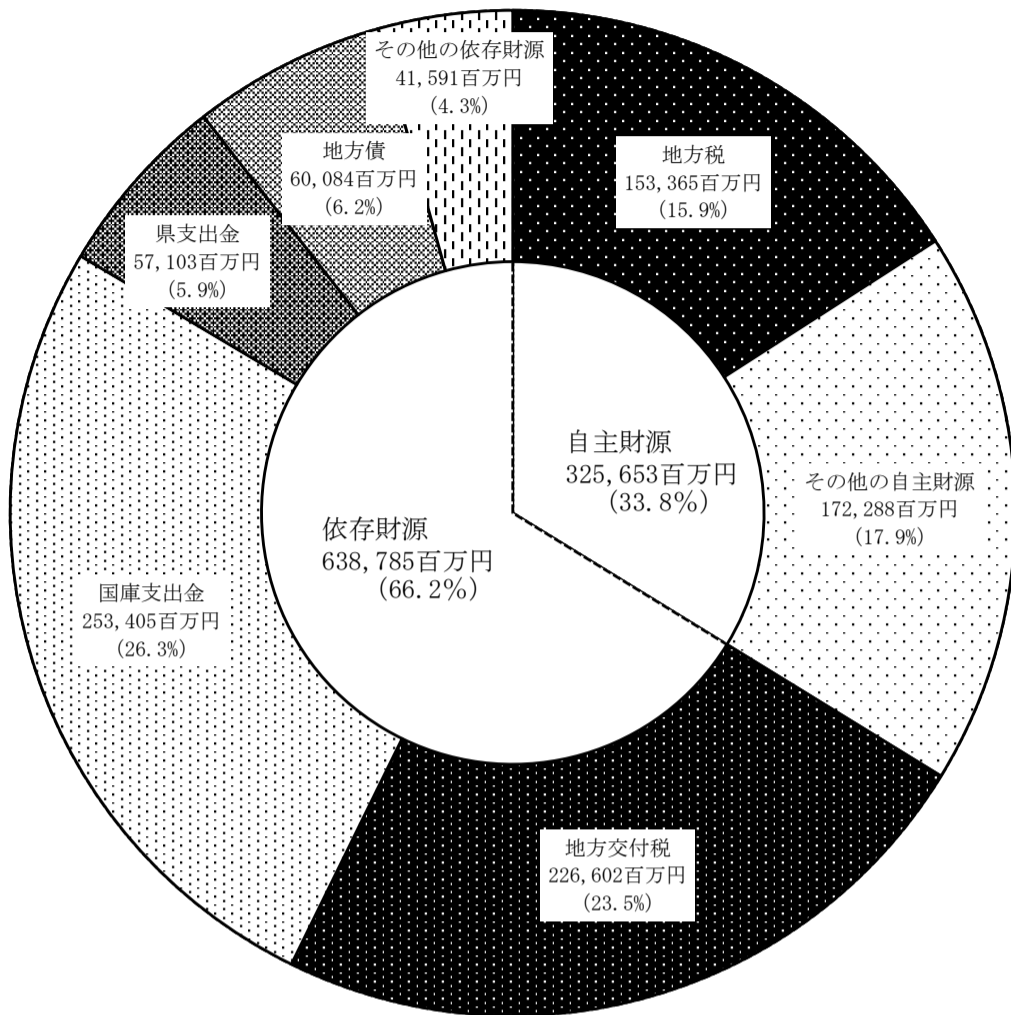 その他の依存財源
41,591百万円
(4.3%)
地方債
60,084百万円
(6.2%)
県支出金
57,103百万円
(5.9%)
地方税
153,365百万円
(15.9%)
自主財源
325,653百万円
(33.8%)
その他の自主財源
172,288百万円
(17.9%)
依存財源
638,785百万円
(66.2%)
国庫支出金
253,405百万円
(26.3%)
地方交付税
226,602百万円
(23.5%)